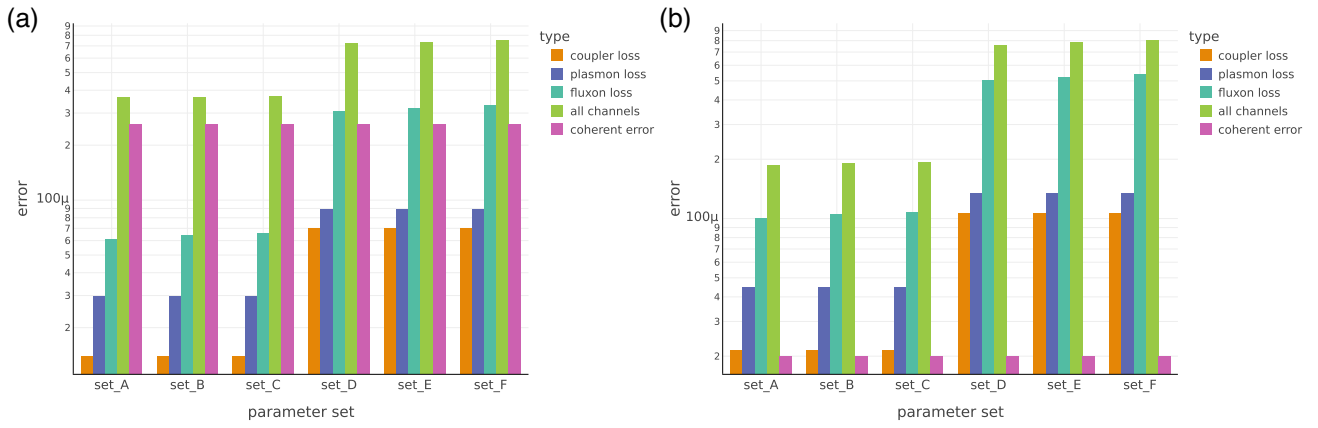 (a)
9
8
7
6
5
4
3
2
100µ
9
8
7
6
5
4
3
2
error
set_A set_B set_C set_D set_E set_F
parameter set
type
coupler loss
plasmon loss
fluxon loss
all channels
coherent error
(b)
9
8
7
6
5
4
3
2
100µ
9
8
7
6
5
4
3
2
error
set_A set_B set_C set_D set_E set_F
parameter set
type
coupler loss
plasmon loss
fluxon loss
all channels
coherent error